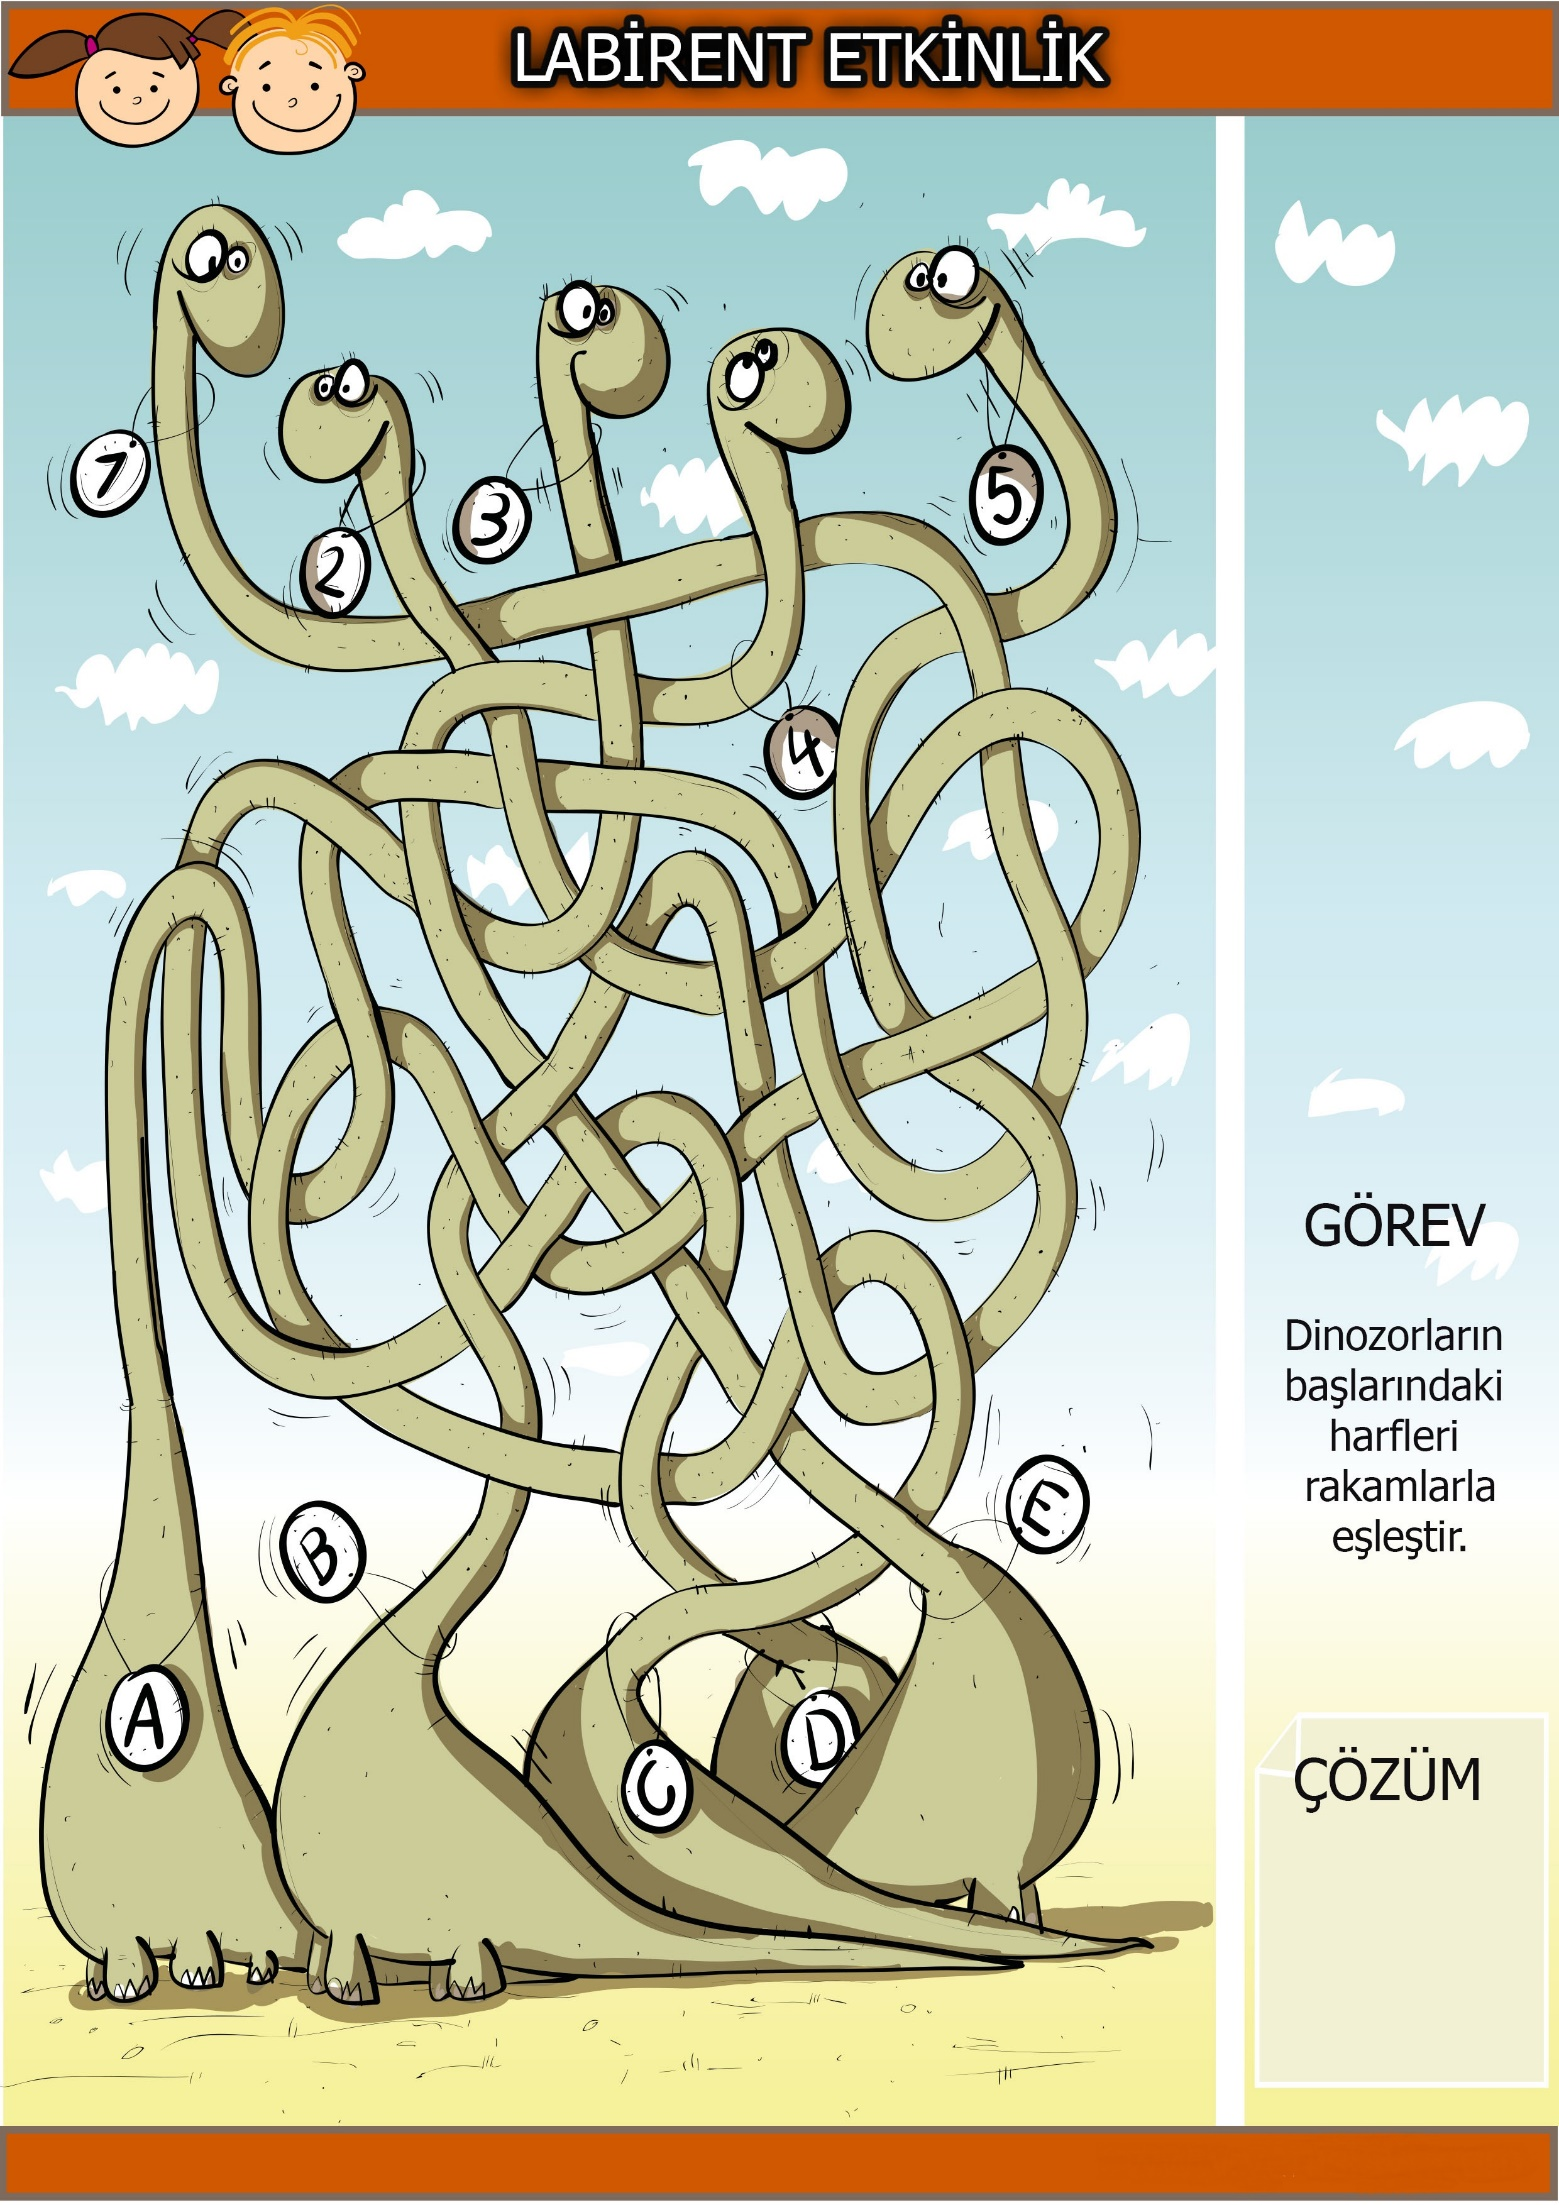 LABİRENT ETKİNLİK
1
2
3
4
5
GÖREV
Dinozorların
başlarındaki
harfleri
rakamlarla
eşleştir.
E
B
A
D
C
ÇÖZÜM